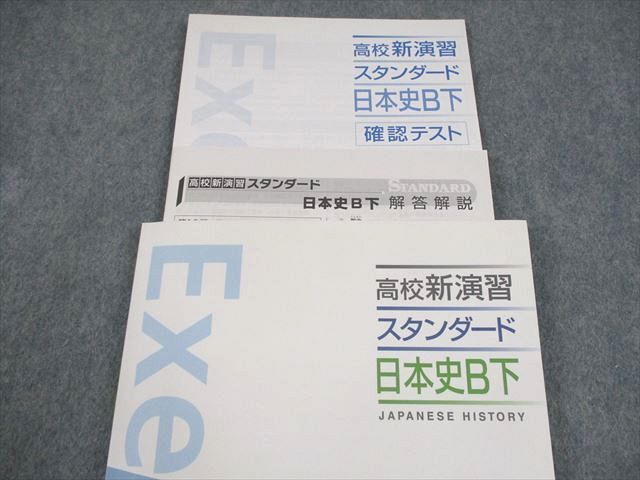 Exe
高校 新演習
スタンダード
日本史B下
確認テスト
高校新演習 スタンダード
STANDARD
日本史B下 解答解説
Exe
高校 新演習
スタンダード
日本史B下
JAPANESE HISTORY